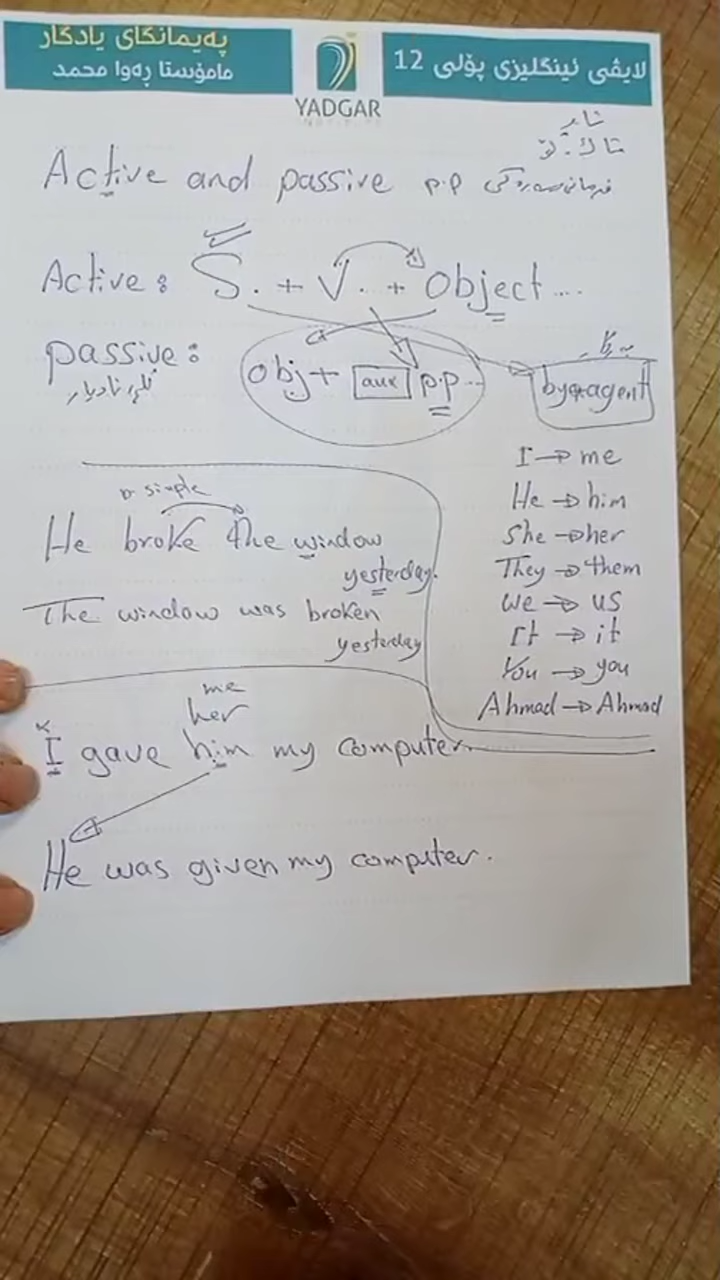 پەیمانگای یادگار
مامۆستا ڕەوا محمد
YADGAR
لایڤی ئینگلیزی پۆلی 12
Active and passive p.p
Active: S. + V. + Object ...
passive: obj + aux p.p... by+agent
I → me
He → him
She → her
They → them
We → us
It → it
You → you
Ahmad → Ahmad
simple
He broke the window
yesterday.
The window was broken
yesterday
me
her
I gave him my computer.
He was given my computer.